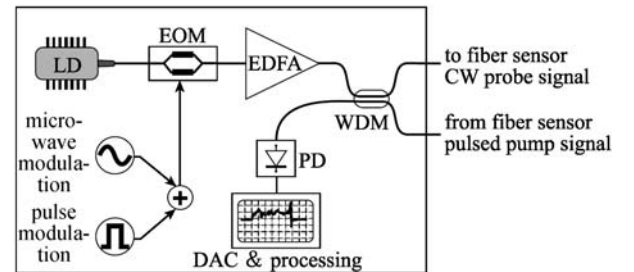 EOM
LD
EDFA
to fiber sensor
CW probe signal
WDM
from fiber sensor
pulsed pump signal
micro-
wave
modula-
tion
PD
pulse
modula-
tion
DAC & processing